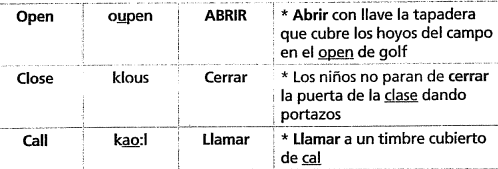 Open oupen ABRIR * Abrir con llave la tapadera
que cubre los hoyos del campo
en el open de golf
Close klous Cerrar * Los niños no paran de cerrar
la puerta de la clase dando
portazos
Call kao:l Llamar * Llamar a un timbre cubierto
de cal